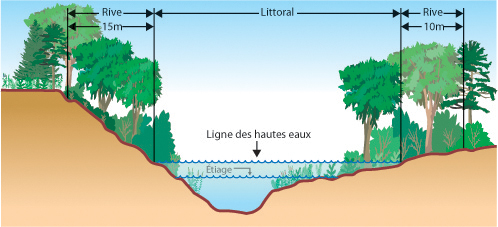 Rive
Littoral
Rive
15m
10m
Ligne des hautes eaux
Étiage